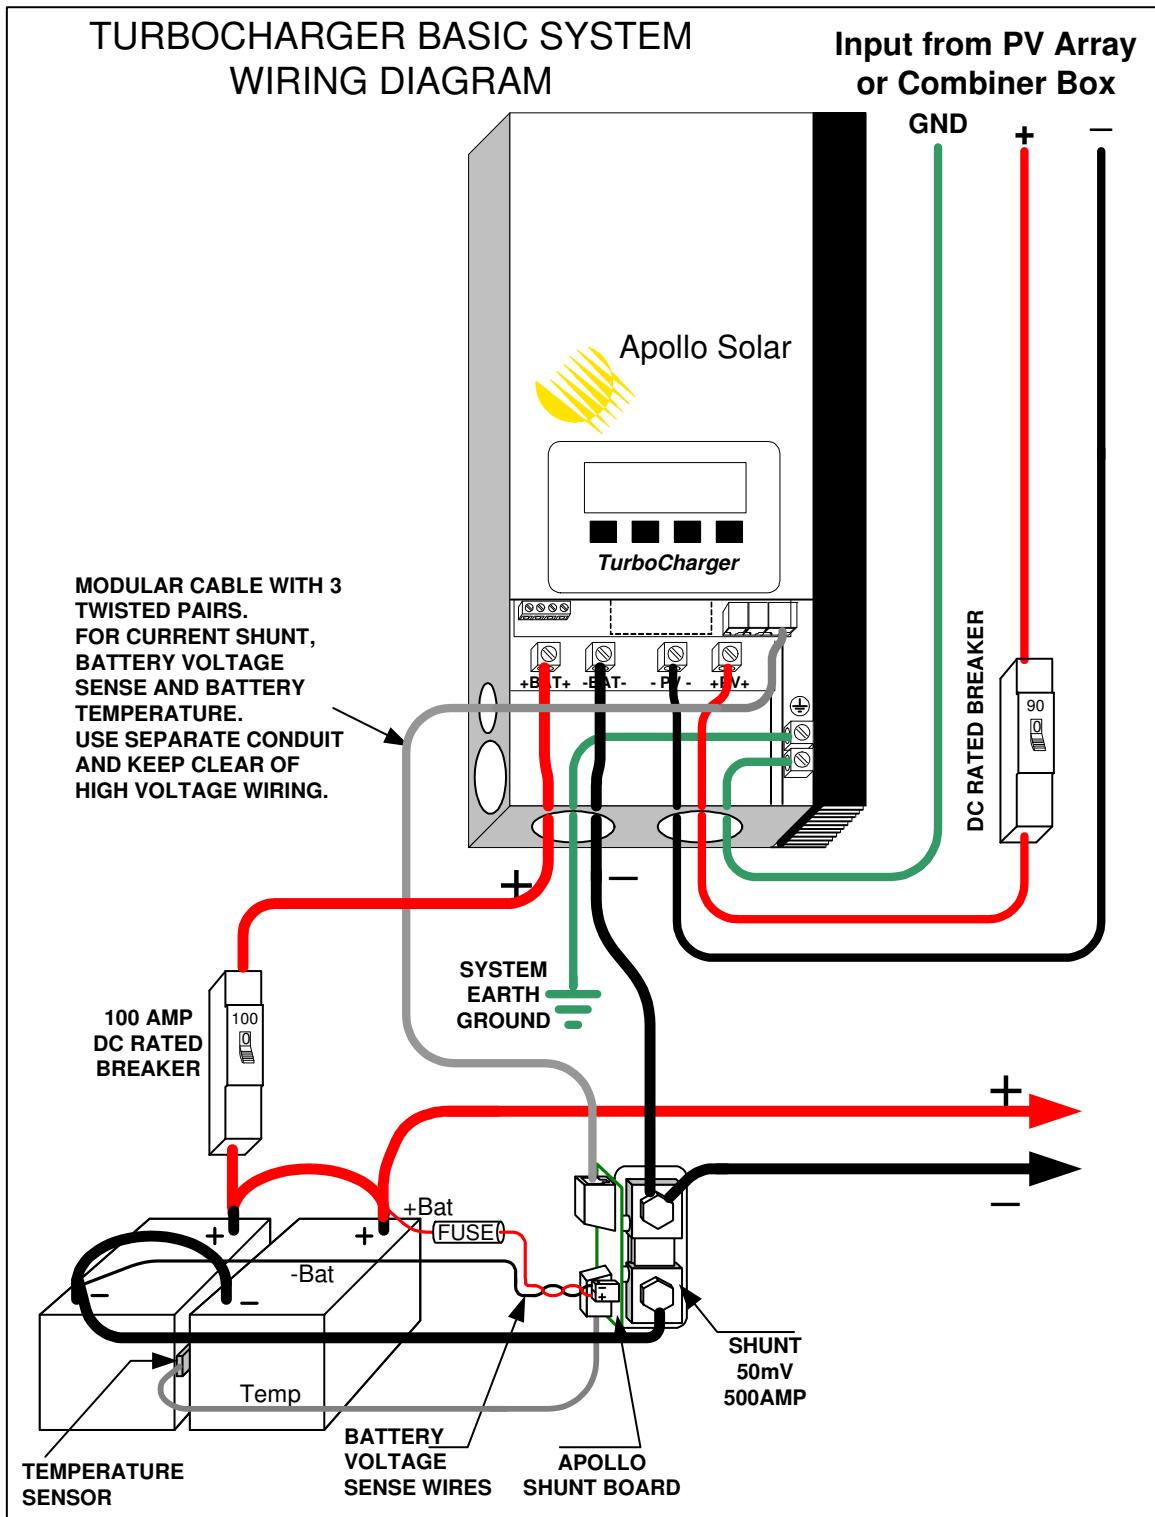 TURBOCHARGER BASIC SYSTEM
WIRING DIAGRAM
Input from PV Array
or Combiner Box
GND
+
–
Apollo Solar
TurboCharger
MODULAR CABLE WITH 3
TWISTED PAIRS.
FOR CURRENT SHUNT,
BATTERY VOLTAGE
SENSE AND BATTERY
TEMPERATURE.
USE SEPARATE CONDUIT
AND KEEP CLEAR OF
HIGH VOLTAGE WIRING.
+BAT+
-BAT-
- PV -
+PV+
DC RATED BREAKER
90
0
+
–
SYSTEM
EARTH
GROUND
100 AMP
DC RATED
BREAKER
100
0
+
–
+Bat
FUSE
+
+
-Bat
–
–
–
+
SHUNT
50mV
500AMP
Temp
BATTERY
VOLTAGE
SENSE WIRES
APOLLO
SHUNT BOARD
TEMPERATURE
SENSOR